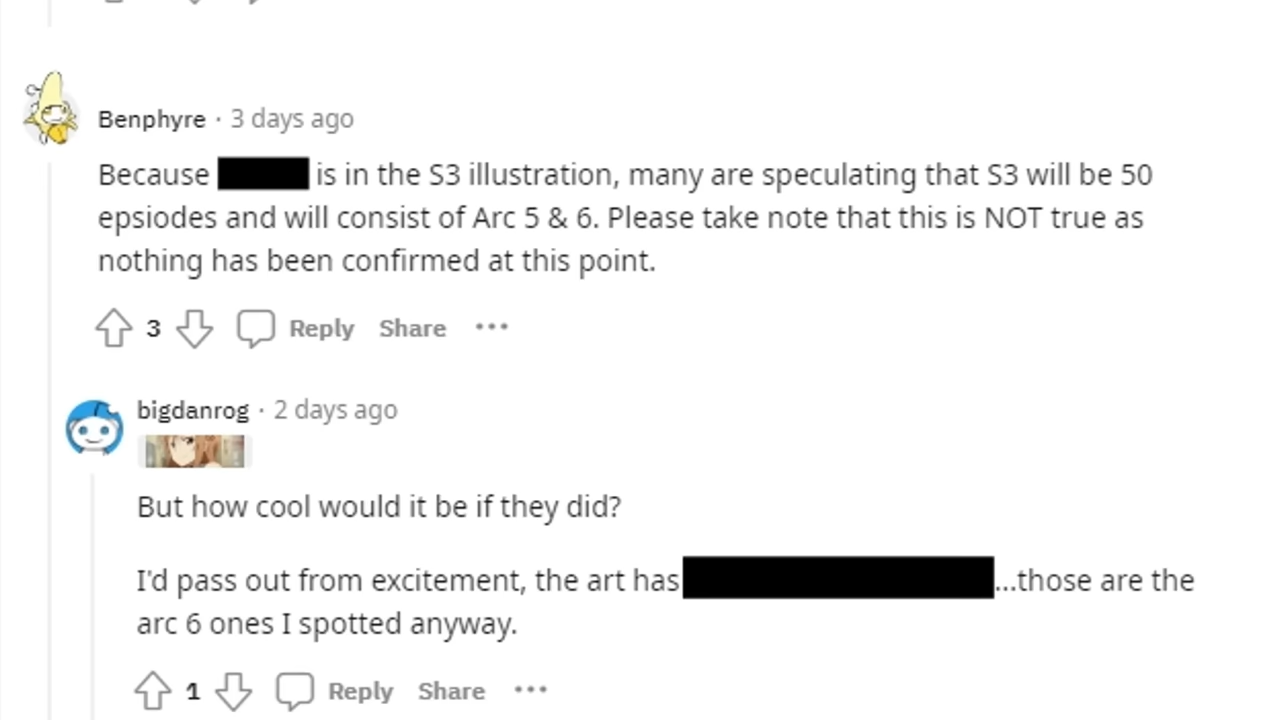 Benphyre · 3 days ago
Because is in the S3 illustration, many are speculating that S3 will be 50
epsiodes and will consist of Arc 5 & 6. Please take note that this is NOT true as
nothing has been confirmed at this point.
3 Reply Share ···
bigdanrog · 2 days ago
But how cool would it be if they did?
I'd pass out from excitement, the art has ...those are the
arc 6 ones I spotted anyway.
1 Reply Share ···